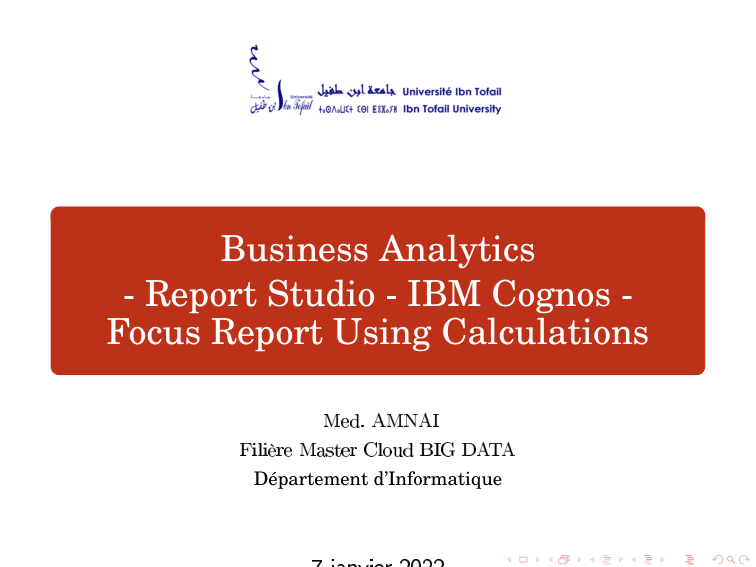 جامعة ابن طفيل Université Ibn Tofail
ⵜⴰⵙⴷⴰⵡⵉⵜ ⵉⴱⵏ ⵟⵓⴼⴰⵢⵍ Ibn Tofail University
Université
Ibn Tofail
Business Analytics
- Report Studio - IBM Cognos -
Focus Report Using Calculations
Med. AMNAI
Filière Master Cloud BIG DATA
Département d'Informatique
7 janvier 2022